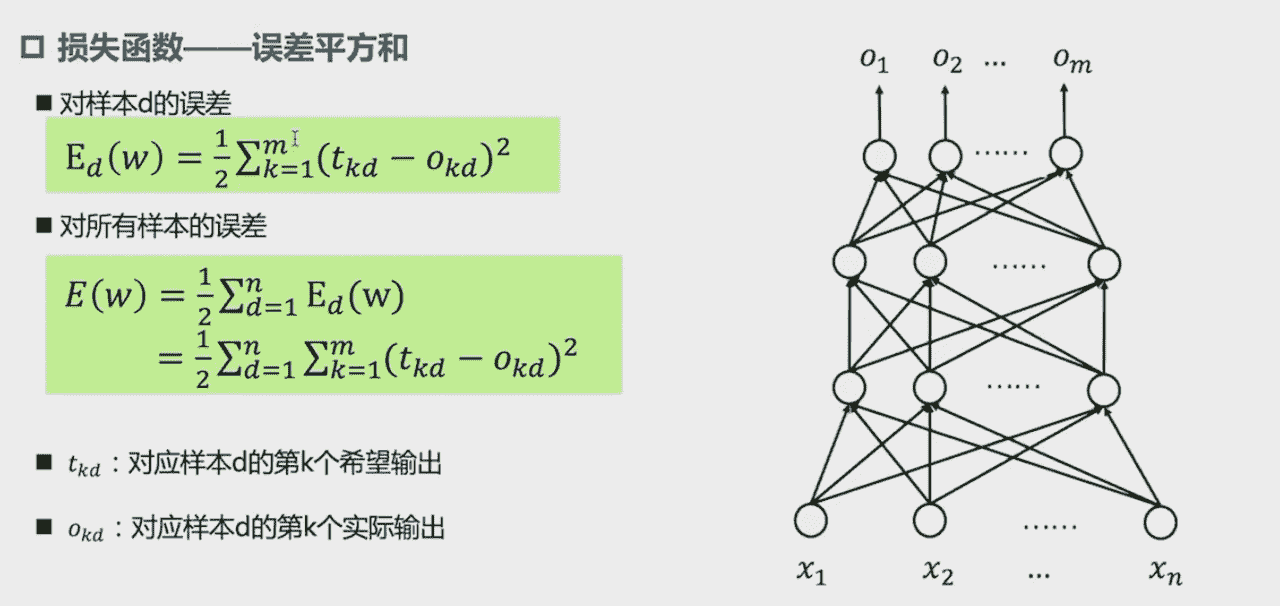 损失函数——误差平方和
对样本d的误差
E_d(w) = 1/2 ∑_{k=1}^{m} (t_{kd} − o_{kd})^2
对所有样本的误差
E(w) = 1/2 ∑_{d=1}^{n} E_d(w)
= 1/2 ∑_{d=1}^{n} ∑_{k=1}^{m} (t_{kd} − o_{kd})^2
t_{kd}：对应样本d的第k个希望输出
o_{kd}：对应样本d的第k个实际输出
o_1 o_2 ... o_m
……
……
……
……
x_1 x_2 ... x_n